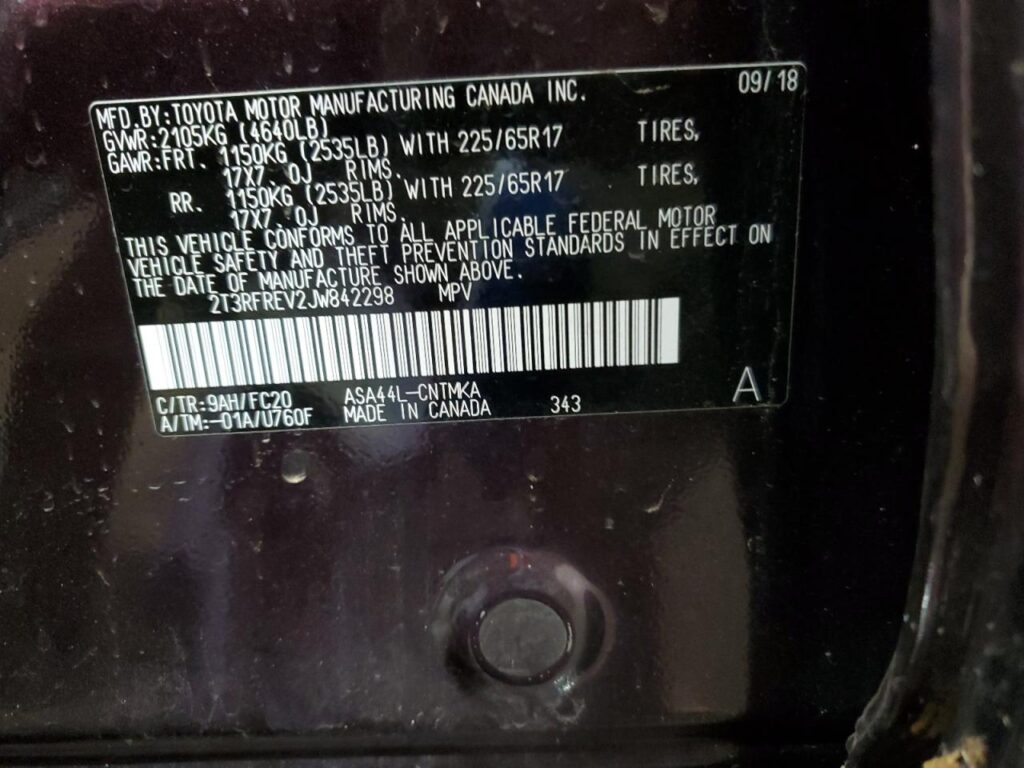 09/18
MFD.BY:TOYOTA MOTOR MANUFACTURING CANADA INC.
GVWR:2105KG (4640LB)
GAWR:FRT. 1150KG (2535LB) WITH 225/65R17 TIRES,
17X7.0J RIMS.
RR. 1150KG (2535LB) WITH 225/65R17 TIRES,
17X7.0J RIMS.
THIS VEHICLE CONFORMS TO ALL APPLICABLE FEDERAL MOTOR
VEHICLE SAFETY AND THEFT PREVENTION STANDARDS IN EFFECT ON
THE DATE OF MANUFACTURE SHOWN ABOVE.
2T3RFREV2JW842298 MPV
C/TR:9AH/FC20 ASA44L-CNTMKA
A/TM:-01A/U760F MADE IN CANADA 343
A